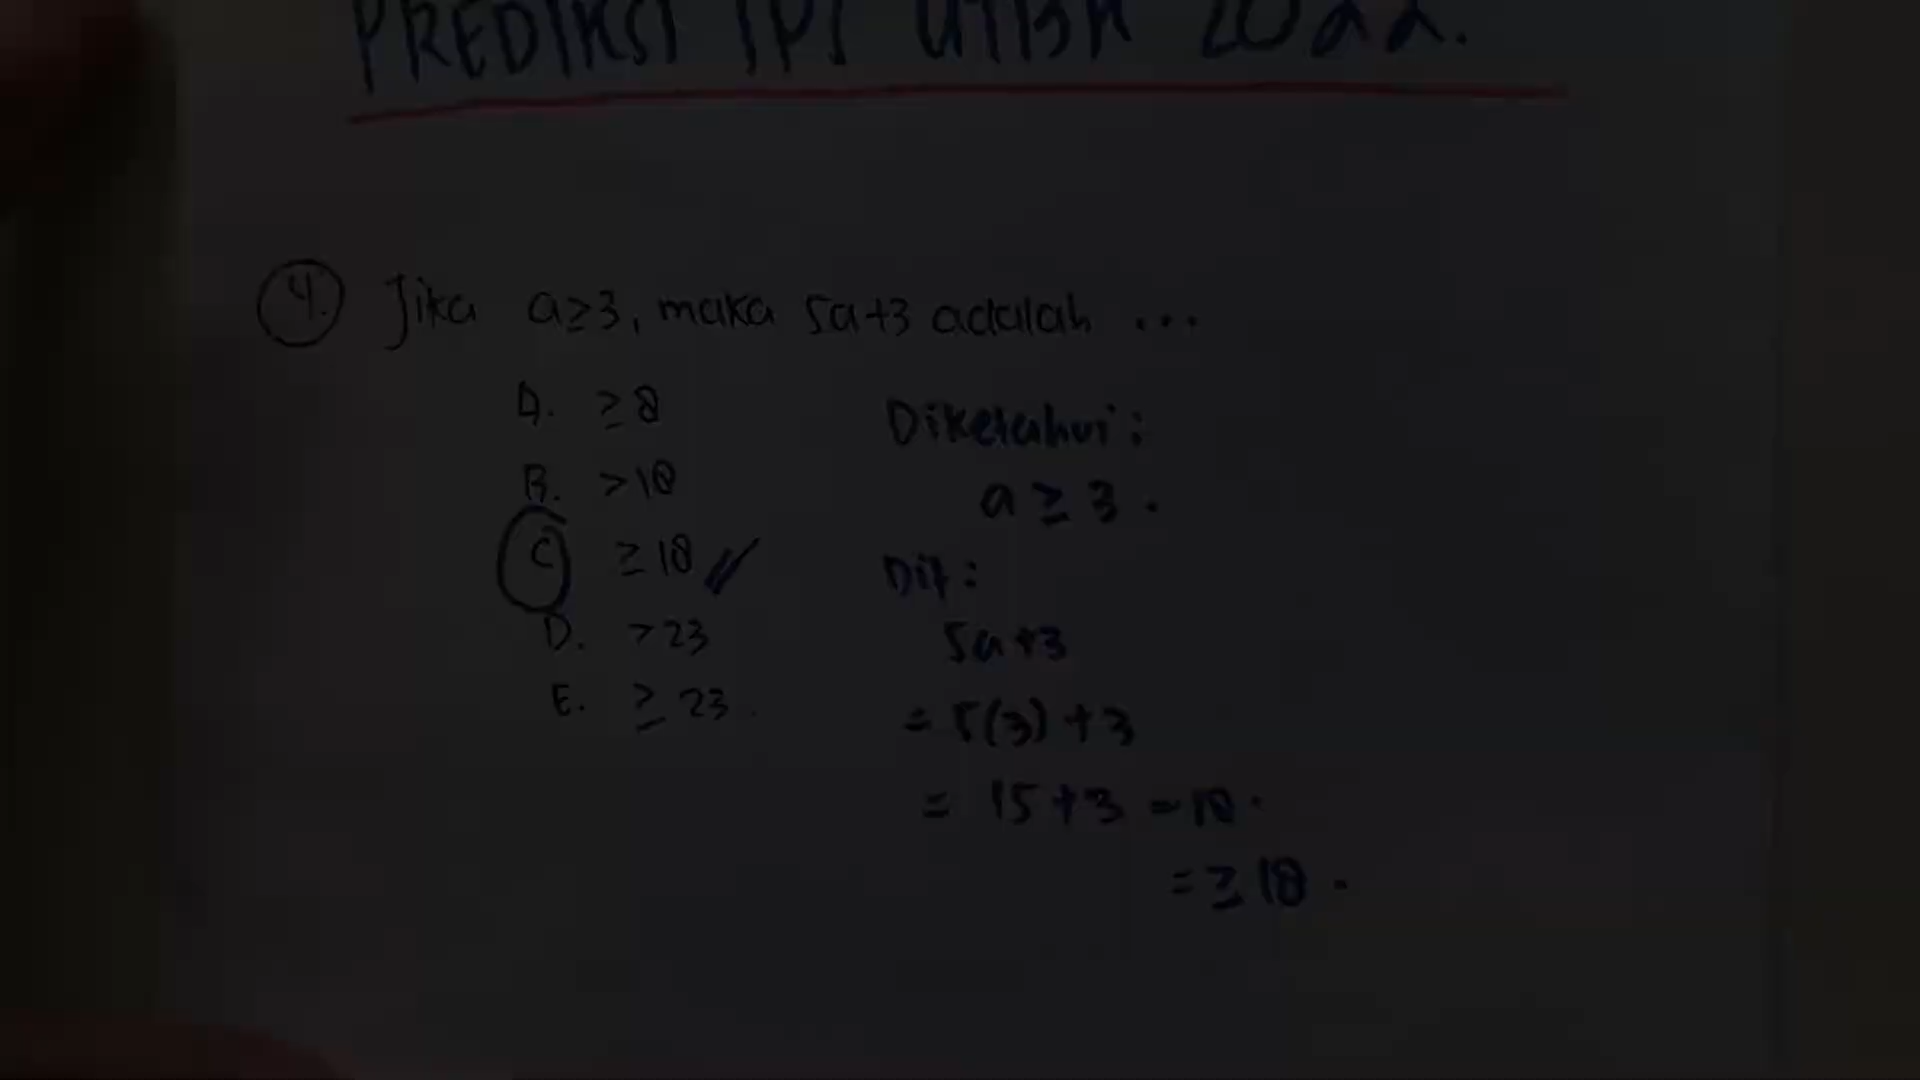 PREDIKSI TPS UTBK 2022.
4. Jika a≥3, maka 5a+3 adalah ...
A. ≥8
B. >18
C ≥18
D. >23
E. ≥23.
Diketahui:
a≥3.
Dit:
5a+3
= 5(3)+3
= 15+3 = 18.
= ≥18.